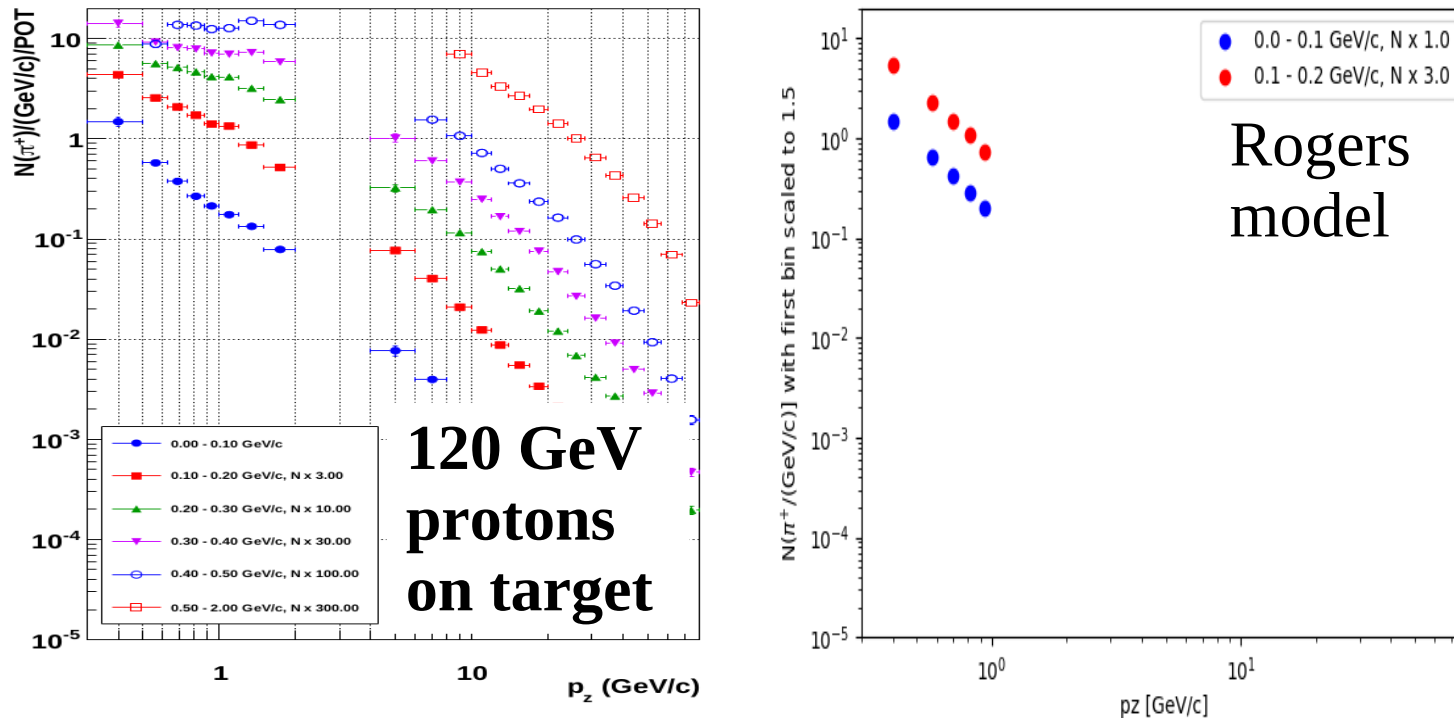 N(π⁺)/(GeV/c)/POT
10
1
10⁻¹
10⁻²
10⁻³
10⁻⁴
10⁻⁵
0.00 - 0.10 GeV/c
0.10 - 0.20 GeV/c, N x 3.00
0.20 - 0.30 GeV/c, N x 10.00
0.30 - 0.40 GeV/c, N x 30.00
0.40 - 0.50 GeV/c, N x 100.00
0.50 - 2.00 GeV/c, N x 300.00
120 GeV
protons
on target
1
10
p_z (GeV/c)
N(π⁺/(GeV/c)] with first bin scaled to 1.5
10¹
10⁰
10⁻¹
10⁻²
10⁻³
10⁻⁴
10⁻⁵
0.0 - 0.1 GeV/c, N x 1.0
0.1 - 0.2 GeV/c, N x 3.0
Rogers
model
10⁰
10¹
pz [GeV/c]